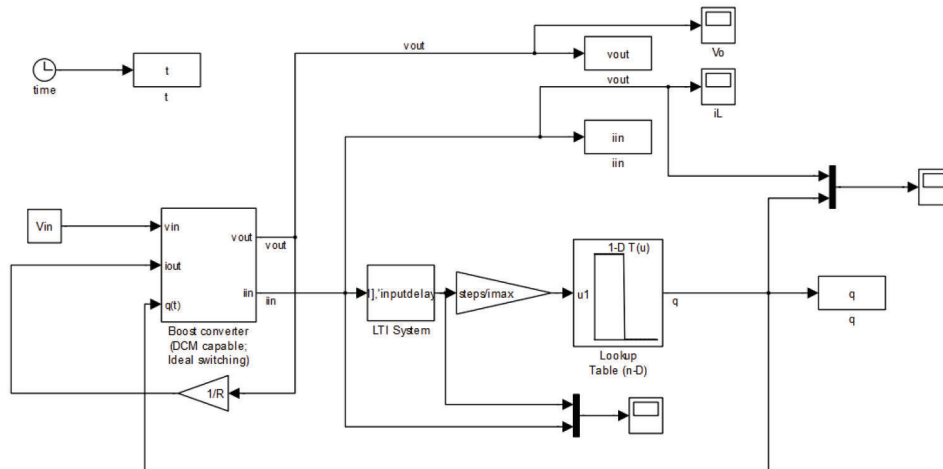 vout
Vo
vout
t
time
t
vout
iL
iin
iin
Vin
vin
vout
vout
iout
1-D T(u)
iin
iin
I],'inputdelay
steps/imax
u1
q
q
q
q(t)
LTI System
Boost converter
(DCM capable;
Ideal switching)
Lookup
Table (n-D)
1/R